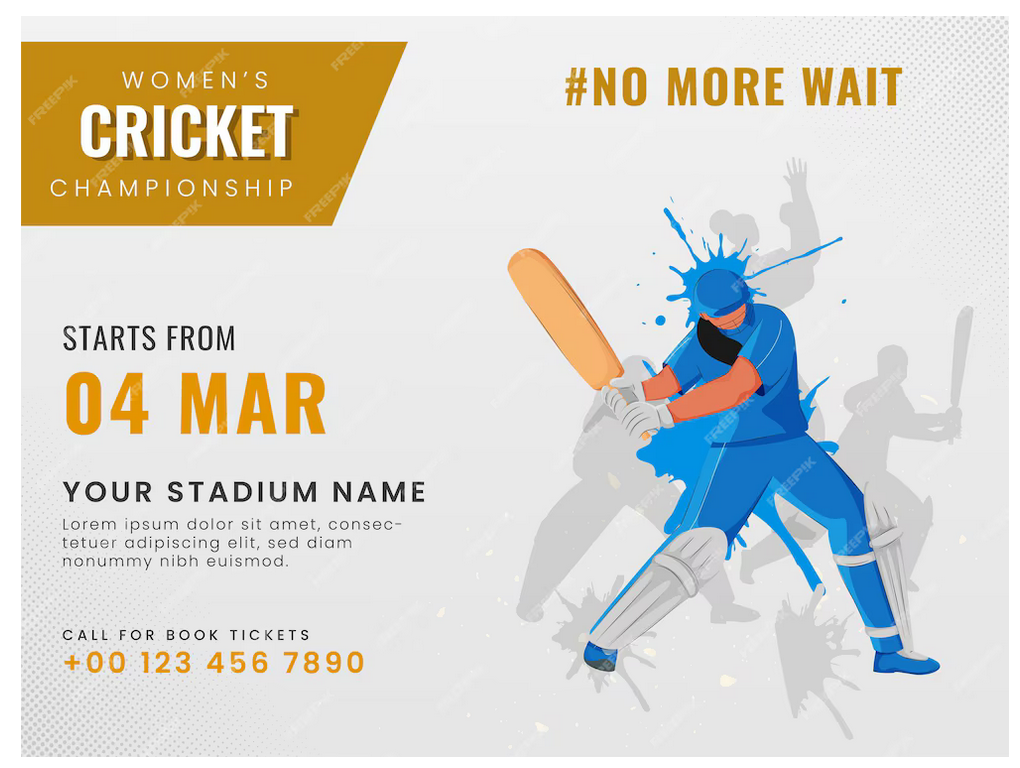 WOMEN'S
CRICKET
CHAMPIONSHIP
#NO MORE WAIT
STARTS FROM
04 MAR
YOUR STADIUM NAME
Lorem ipsum dolor sit amet, consec-
tetuer adipiscing elit, sed diam
nonummy nibh euismod.
CALL FOR BOOK TICKETS
+00 123 456 7890
FREEPIK